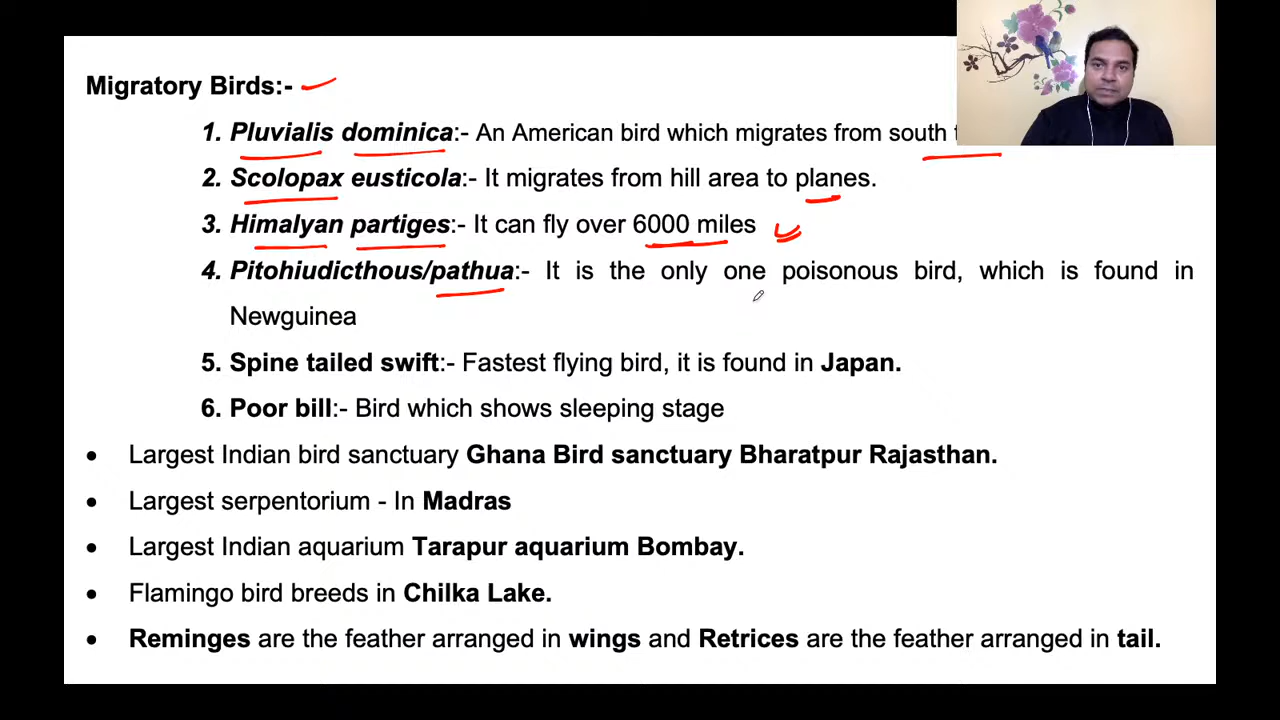 Migratory Birds:-
1. Pluvialis dominica:- An American bird which migrates from south
2. Scolopax eusticola:- It migrates from hill area to planes.
3. Himalyan partiges:- It can fly over 6000 miles
4. Pitohiudicthous/pathua:- It is the only one poisonous bird, which is found in
Newguinea
5. Spine tailed swift:- Fastest flying bird, it is found in Japan.
6. Poor bill:- Bird which shows sleeping stage
• Largest Indian bird sanctuary Ghana Bird sanctuary Bharatpur Rajasthan.
• Largest serpentorium - In Madras
• Largest Indian aquarium Tarapur aquarium Bombay.
• Flamingo bird breeds in Chilka Lake.
• Reminges are the feather arranged in wings and Retrices are the feather arranged in tail.